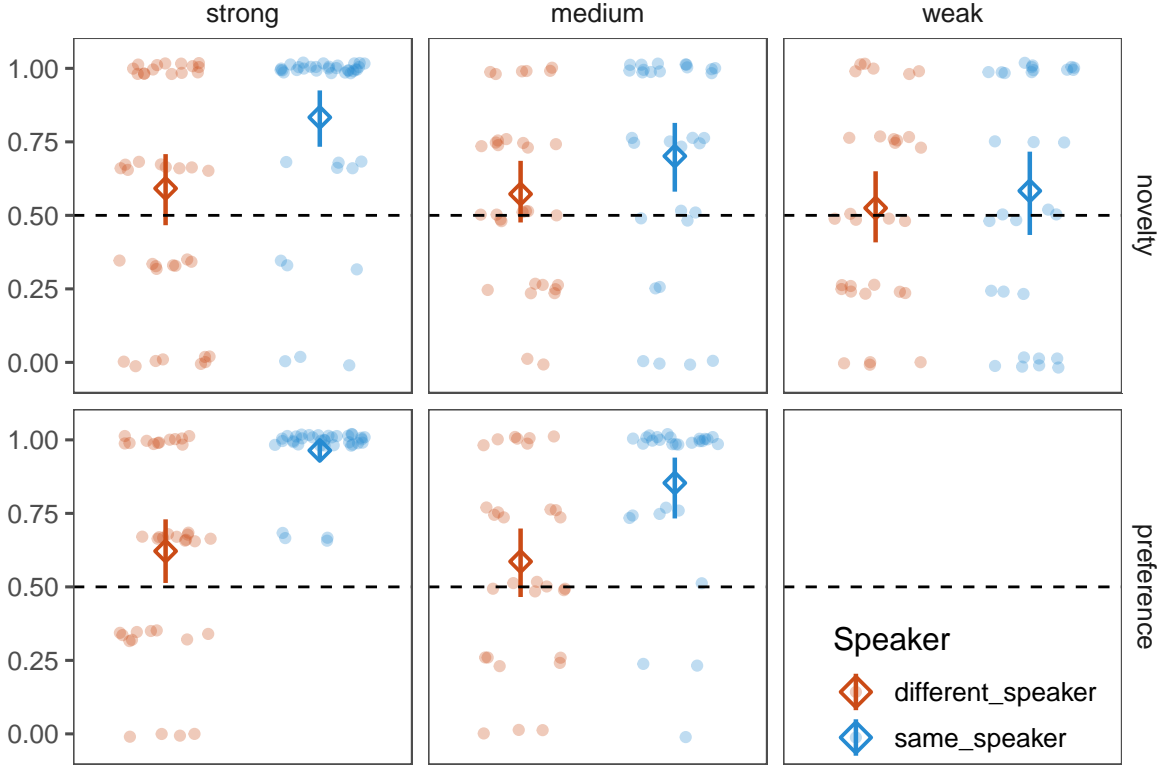 strong medium weak
1.00
0.75
0.50
0.25
0.00
novelty
1.00
0.75
0.50
0.25
0.00
preference
Speaker
different_speaker
same_speaker